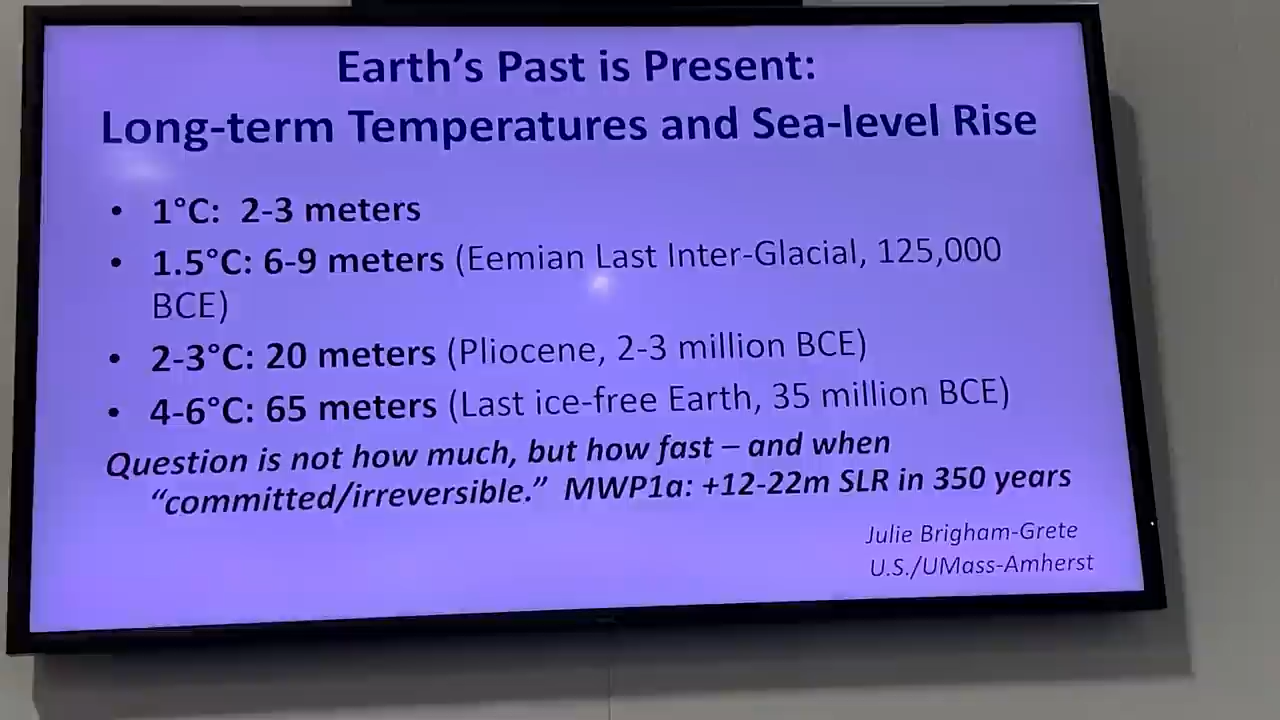 Earth's Past is Present:
Long-term Temperatures and Sea-level Rise
• 1°C: 2-3 meters
• 1.5°C: 6-9 meters (Eemian Last Inter-Glacial, 125,000
BCE)
• 2-3°C: 20 meters (Pliocene, 2-3 million BCE)
• 4-6°C: 65 meters (Last ice-free Earth, 35 million BCE)
Question is not how much, but how fast – and when
“committed/irreversible.” MWP1a: +12-22m SLR in 350 years
Julie Brigham-Grete
U.S./UMass-Amherst